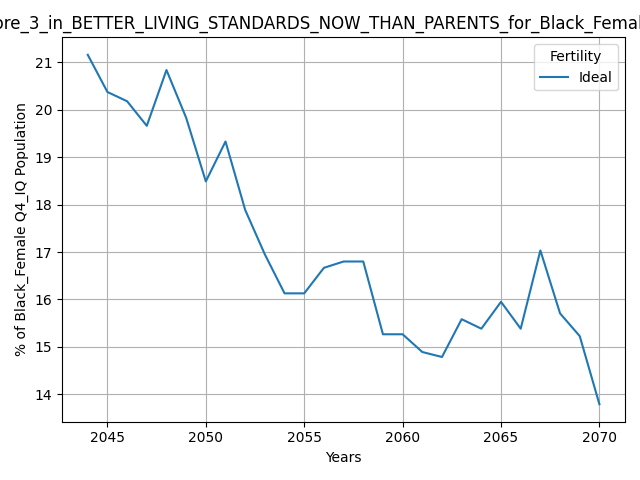 ore_3_in_BETTER_LIVING_STANDARDS_NOW_THAN_PARENTS_for_Black_Femal
Fertility
Ideal
% of Black_Female Q4_IQ Population
21
20
19
18
17
16
15
14
2045 2050 2055 2060 2065 2070
Years